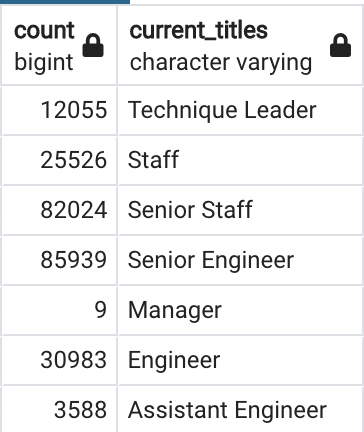 count current_titles
bigint character varying
12055 Technique Leader
25526 Staff
82024 Senior Staff
85939 Senior Engineer
9 Manager
30983 Engineer
3588 Assistant Engineer